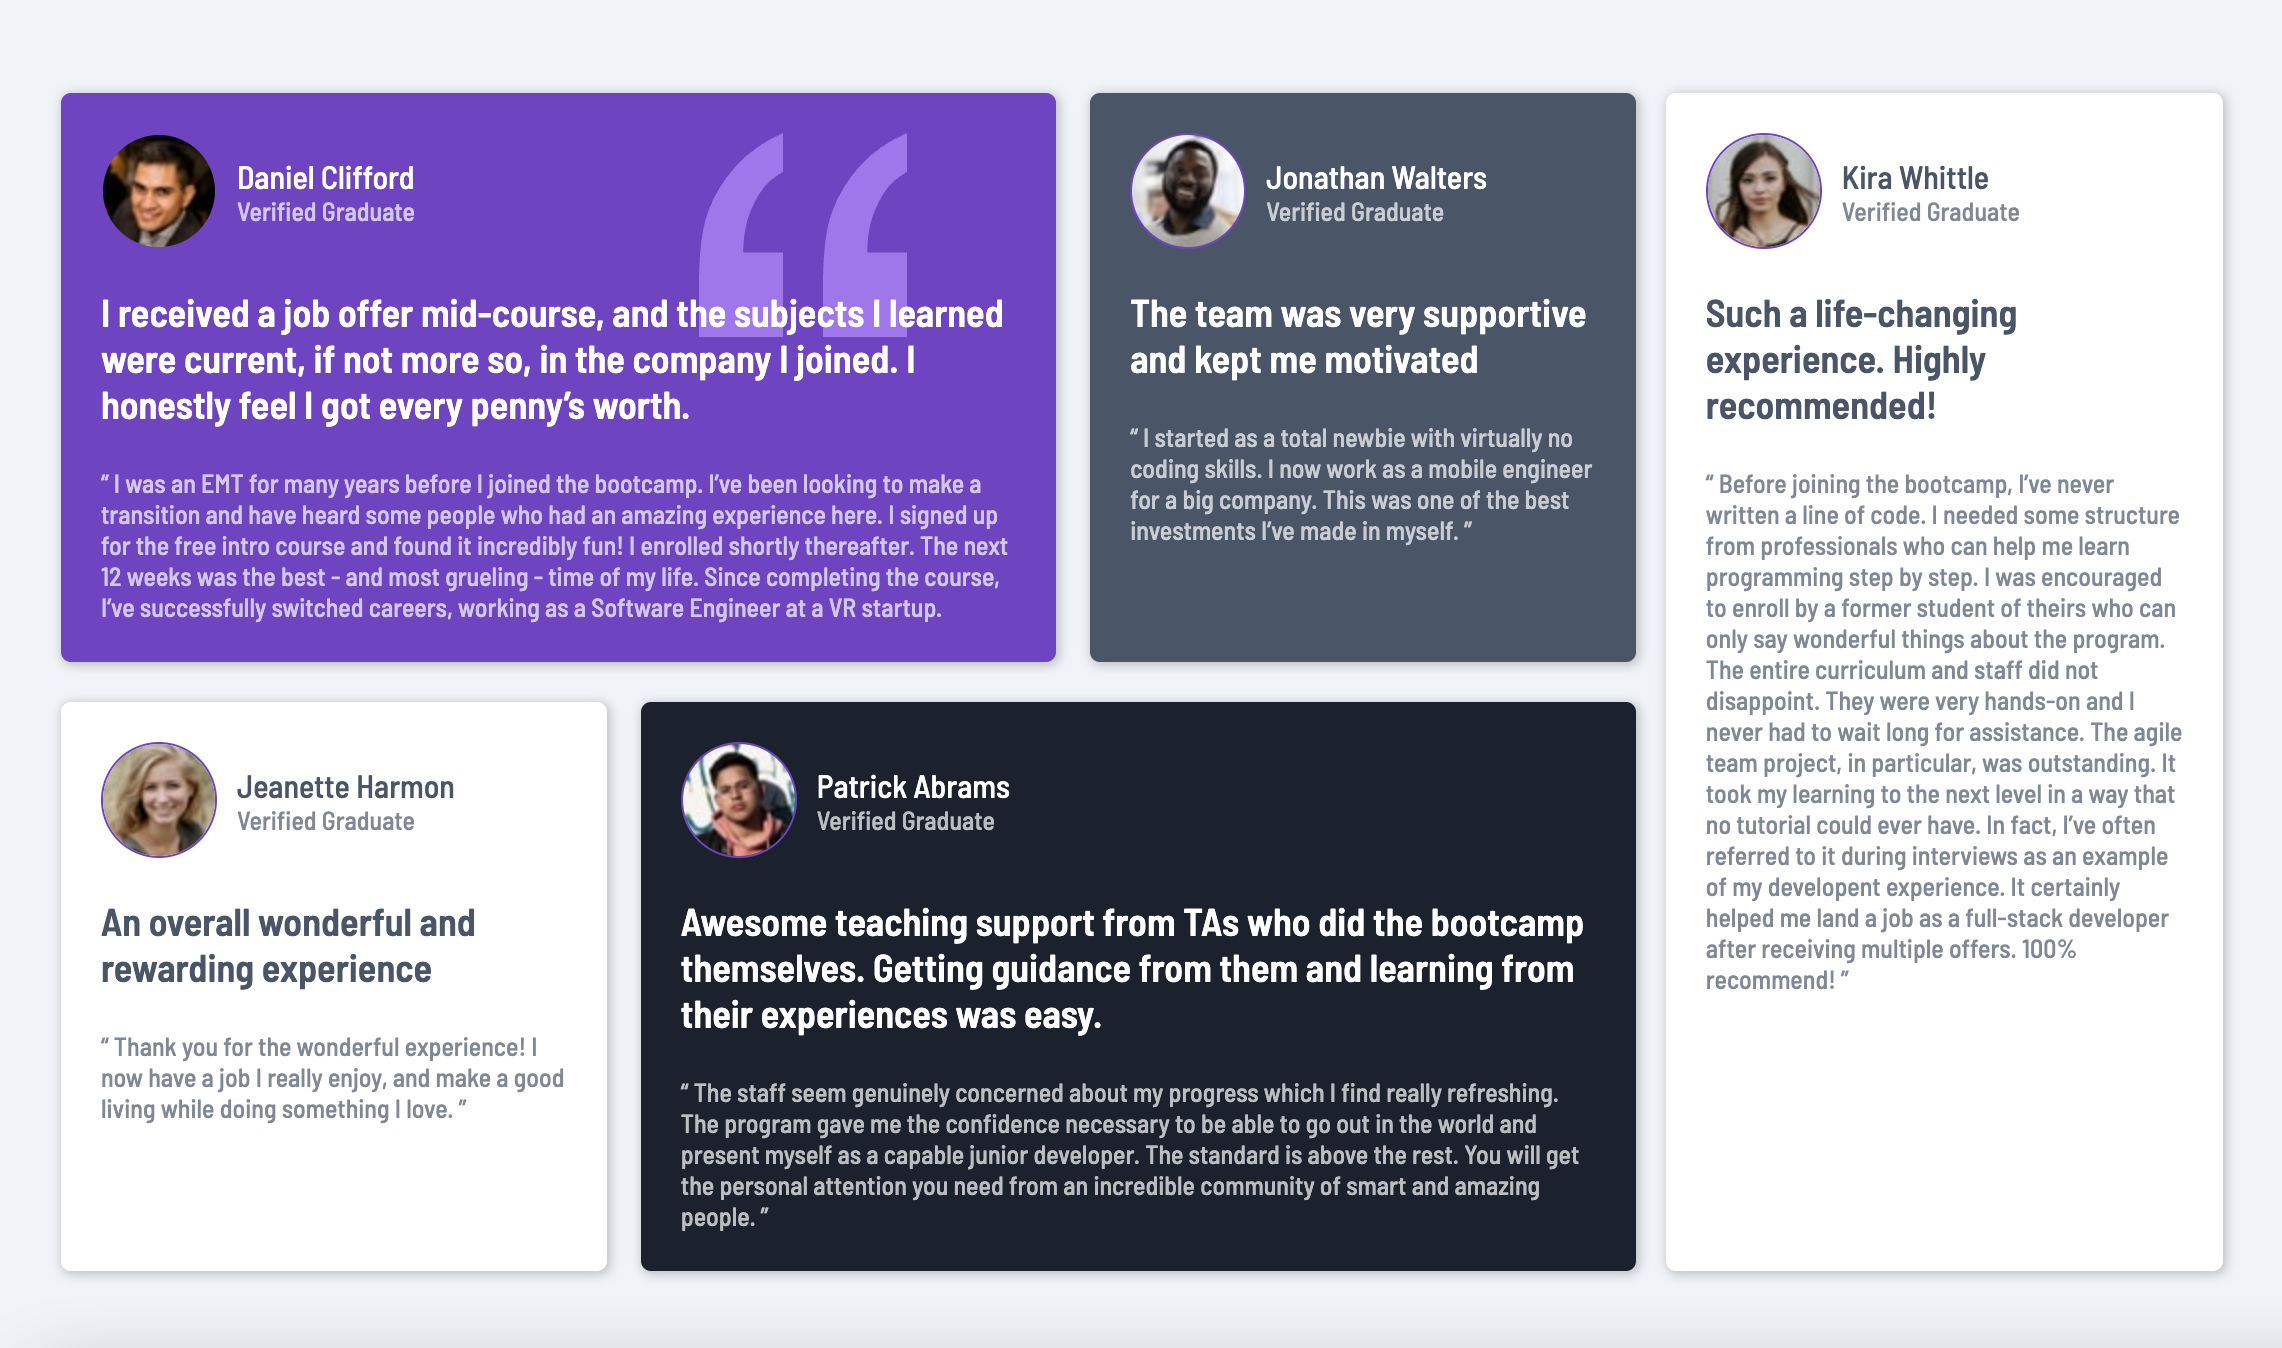 Daniel Clifford
Verified Graduate
I received a job offer mid-course, and the subjects I learned
were current, if not more so, in the company I joined. I
honestly feel I got every penny’s worth.
“ I was an EMT for many years before I joined the bootcamp. I’ve been looking to make a
transition and have heard some people who had an amazing experience here. I signed up
for the free intro course and found it incredibly fun! I enrolled shortly thereafter. The next
12 weeks was the best - and most grueling - time of my life. Since completing the course,
I’ve successfully switched careers, working as a Software Engineer at a VR startup.
Jonathan Walters
Verified Graduate
The team was very supportive
and kept me motivated
“ I started as a total newbie with virtually no
coding skills. I now work as a mobile engineer
for a big company. This was one of the best
investments I’ve made in myself. ”
Kira Whittle
Verified Graduate
Such a life-changing
experience. Highly
recommended!
“ Before joining the bootcamp, I’ve never
written a line of code. I needed some structure
from professionals who can help me learn
programming step by step. I was encouraged
to enroll by a former student of theirs who can
only say wonderful things about the program.
The entire curriculum and staff did not
disappoint. They were very hands-on and I
never had to wait long for assistance. The agile
team project, in particular, was outstanding. It
took my learning to the next level in a way that
no tutorial could ever have. In fact, I’ve often
referred to it during interviews as an example
of my developent experience. It certainly
helped me land a job as a full-stack developer
after receiving multiple offers. 100%
recommend! ”
Jeanette Harmon
Verified Graduate
An overall wonderful and
rewarding experience
“ Thank you for the wonderful experience! I
now have a job I really enjoy, and make a good
living while doing something I love. ”
Patrick Abrams
Verified Graduate
Awesome teaching support from TAs who did the bootcamp
themselves. Getting guidance from them and learning from
their experiences was easy.
“ The staff seem genuinely concerned about my progress which I find really refreshing.
The program gave me the confidence necessary to be able to go out in the world and
present myself as a capable junior developer. The standard is above the rest. You will get
the personal attention you need from an incredible community of smart and amazing
people. ”